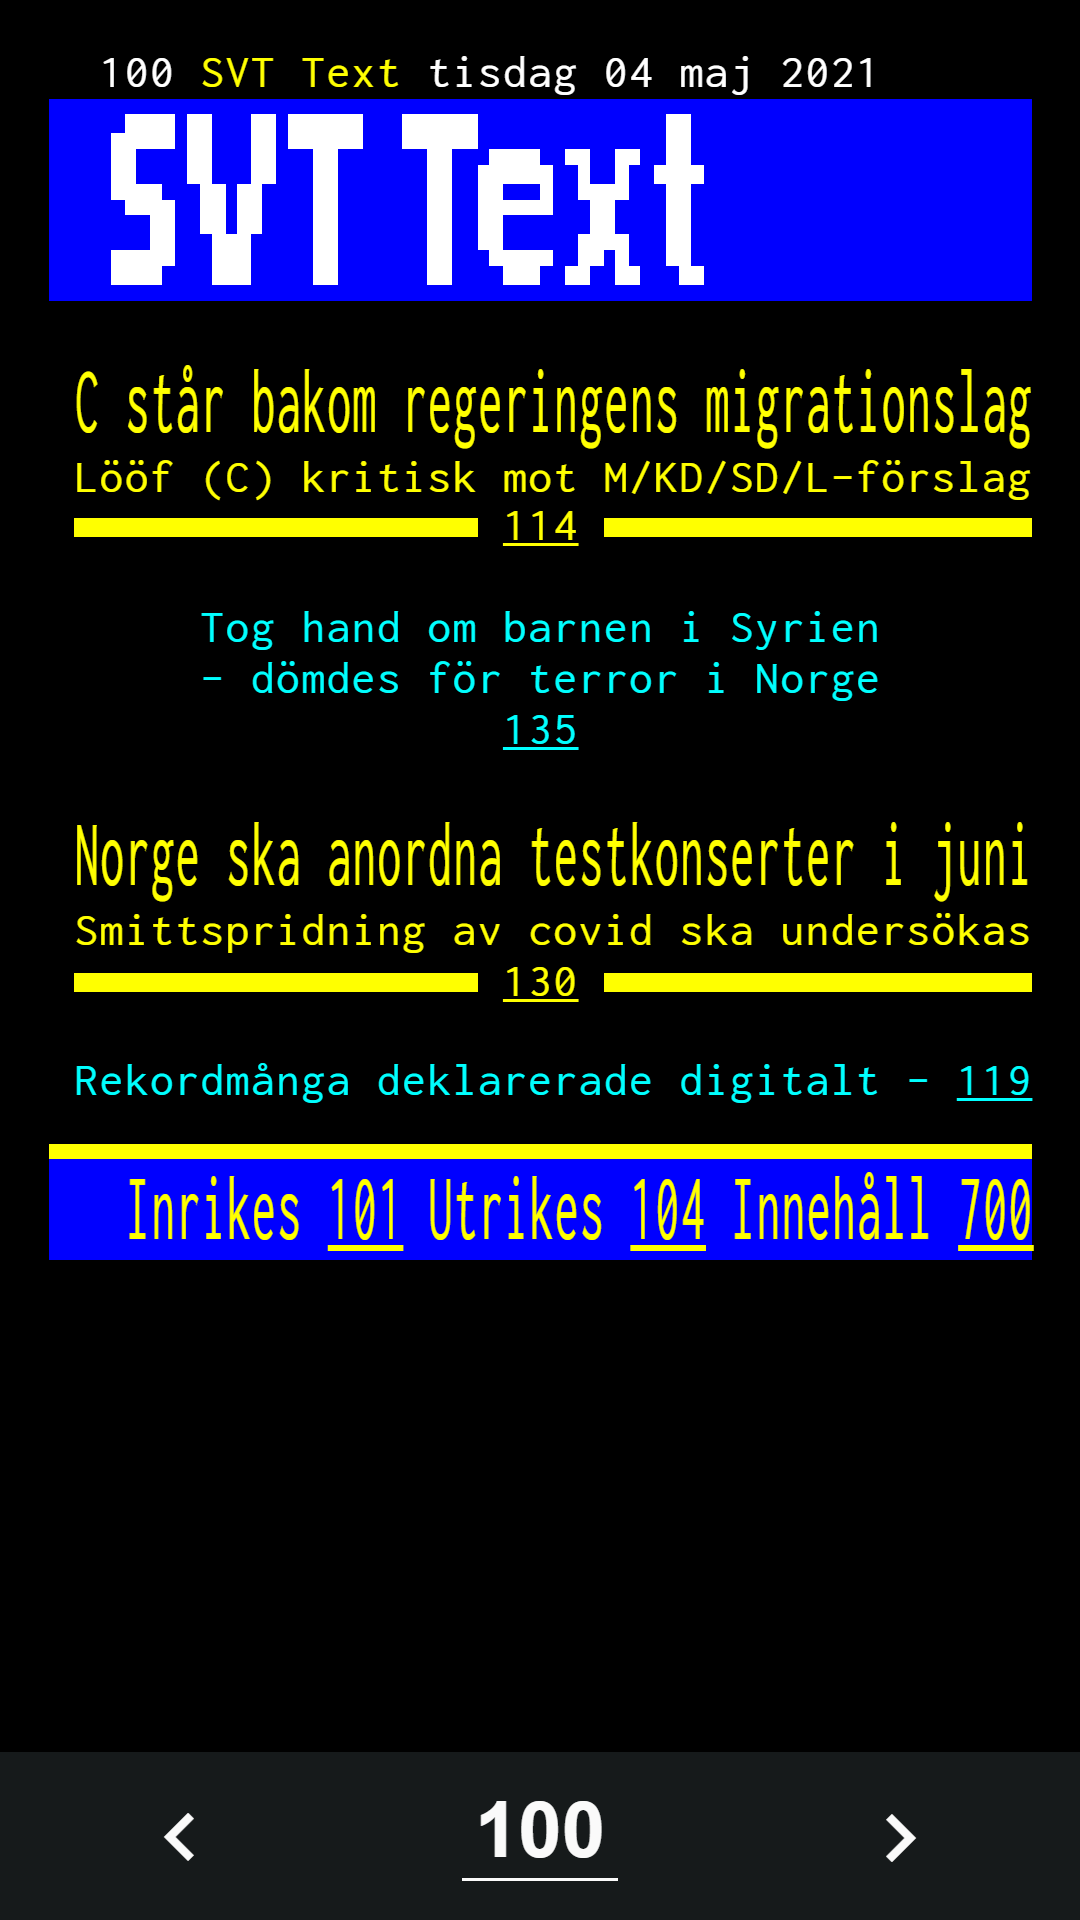 100 SVT Text tisdag 04 maj 2021
SVT Text
C står bakom regeringens migrationslag
Lööf (C) kritisk mot M/KD/SD/L-förslag
114
Tog hand om barnen i Syrien
- dömdes för terror i Norge
135
Norge ska anordna testkonserter i juni
Smittspridning av covid ska undersökas
130
Rekordmånga deklarerade digitalt - 119
Inrikes 101 Utrikes 104 Innehåll 700
100